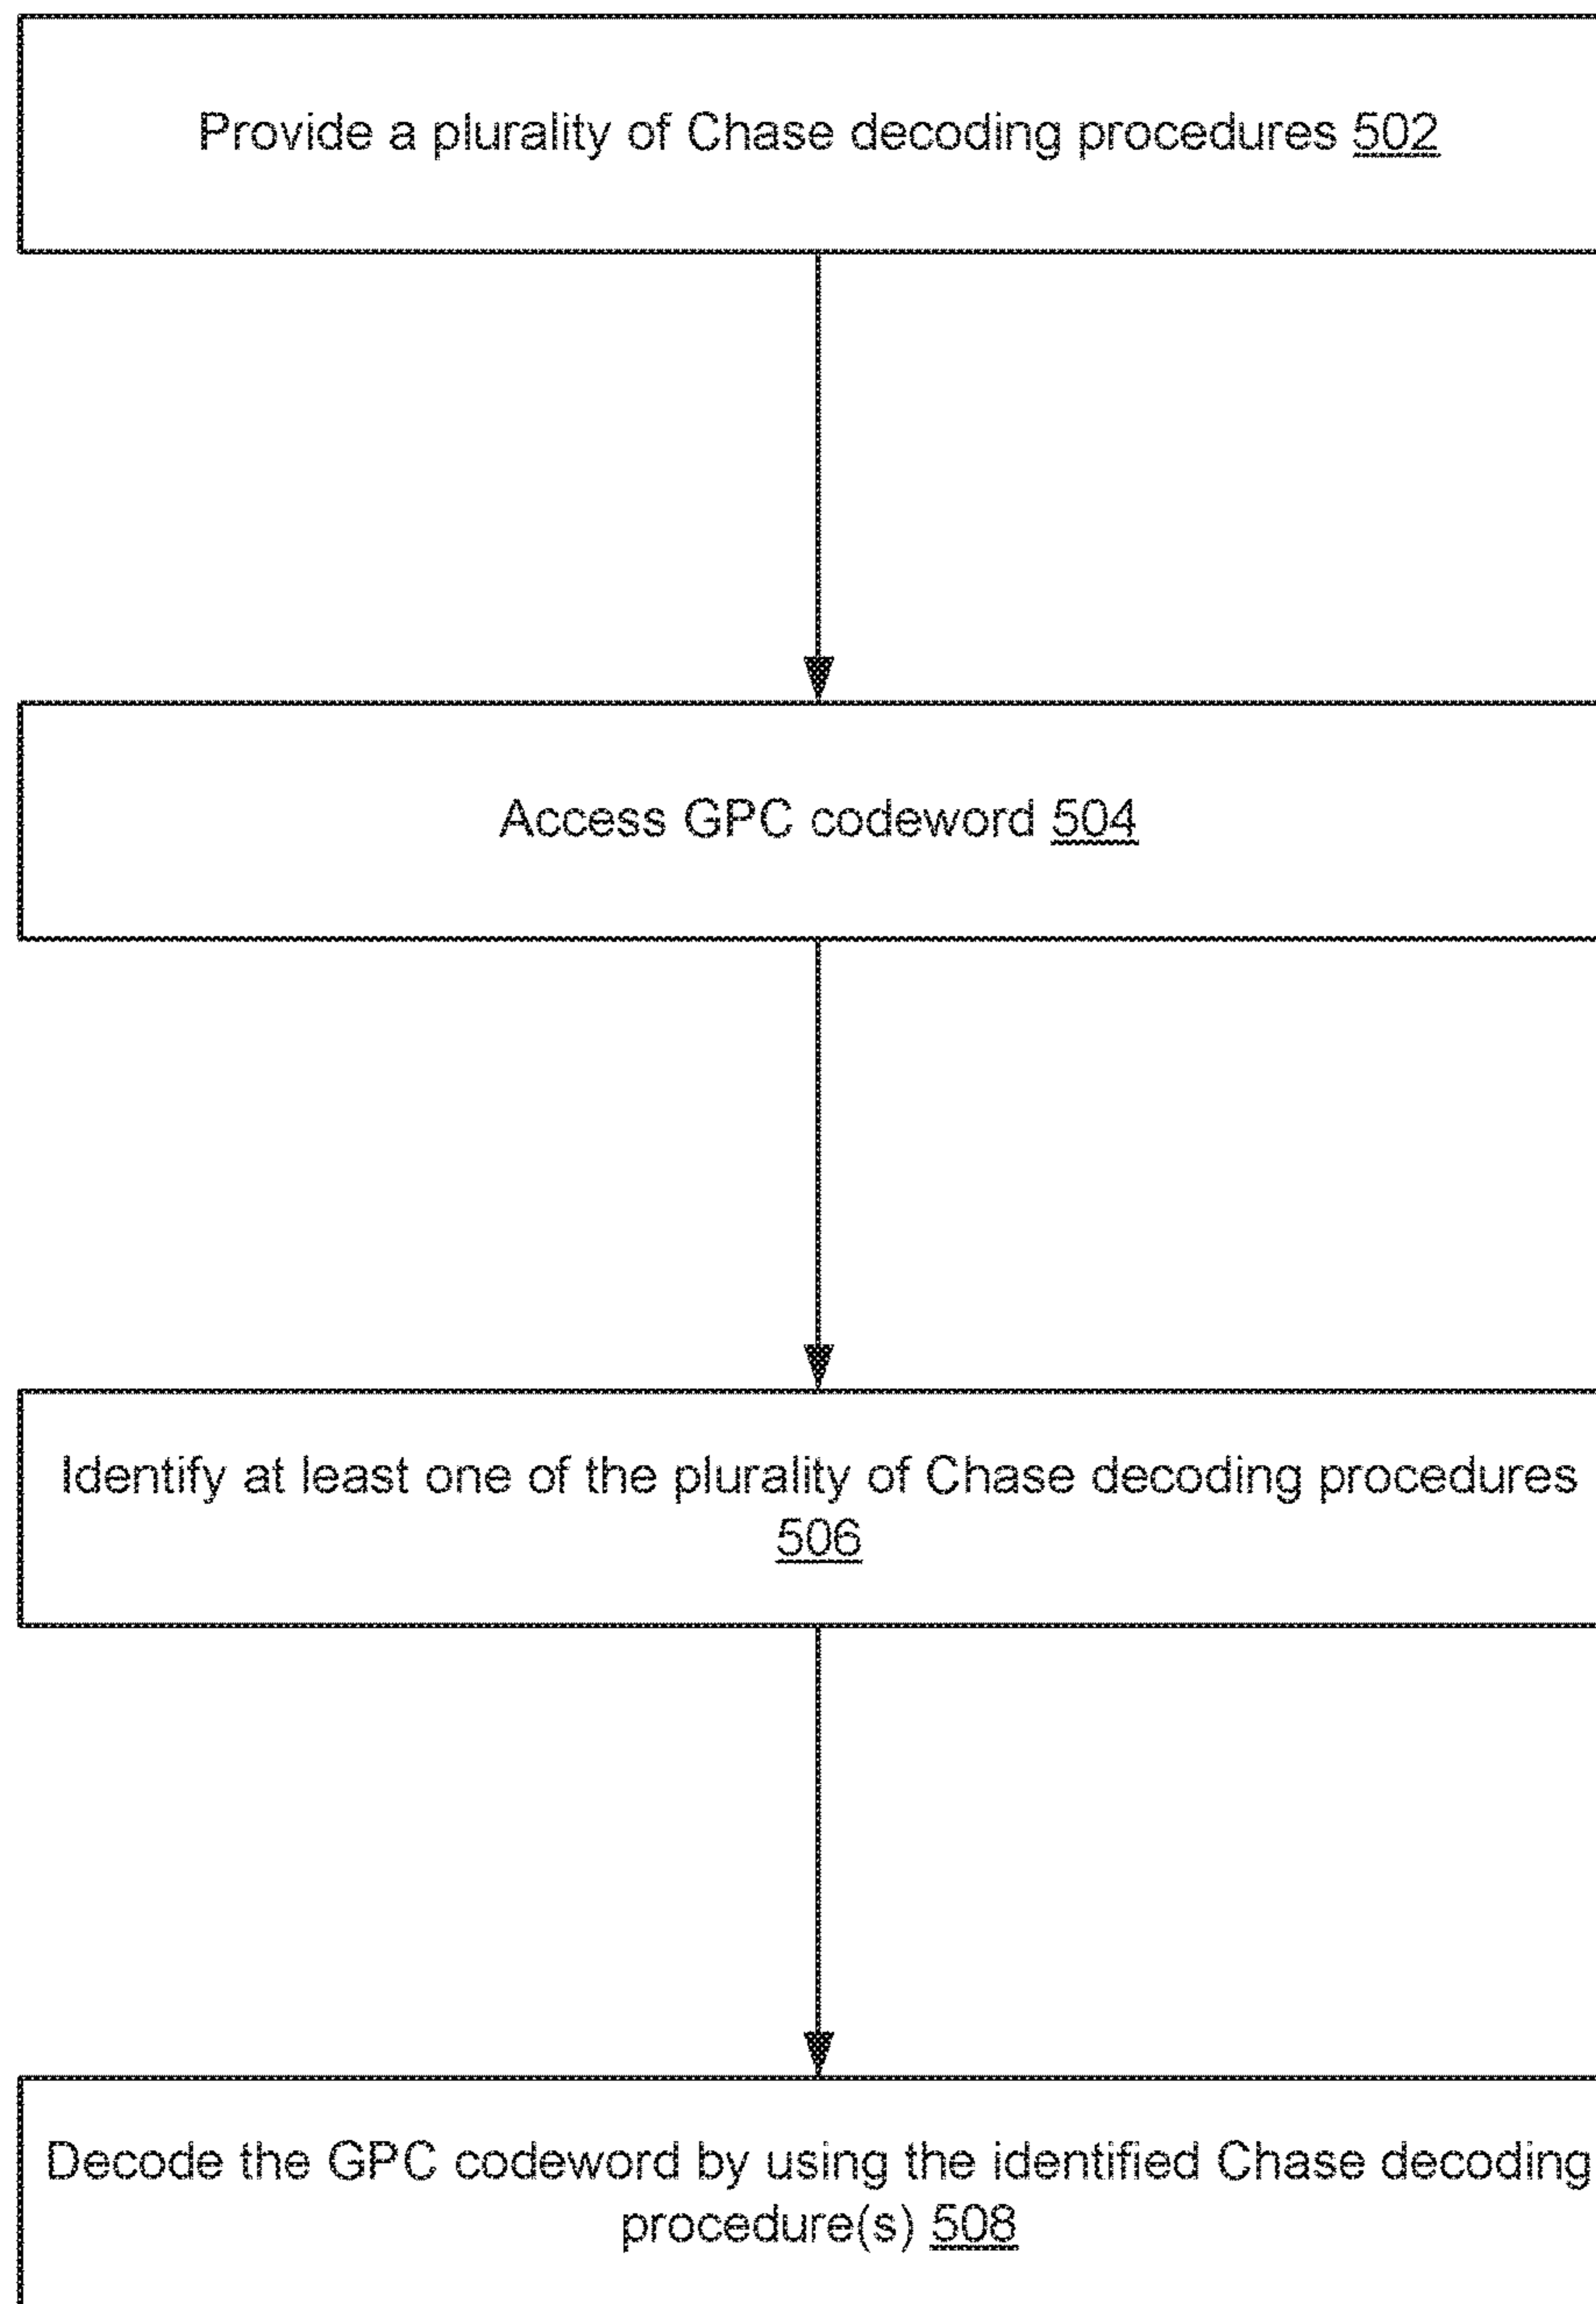 Provide a plurality of Chase decoding procedures 502
Access GPC codeword 504
Identify at least one of the plurality of Chase decoding procedures
506
Decode the GPC codeword by using the identified Chase decoding
procedure(s) 508